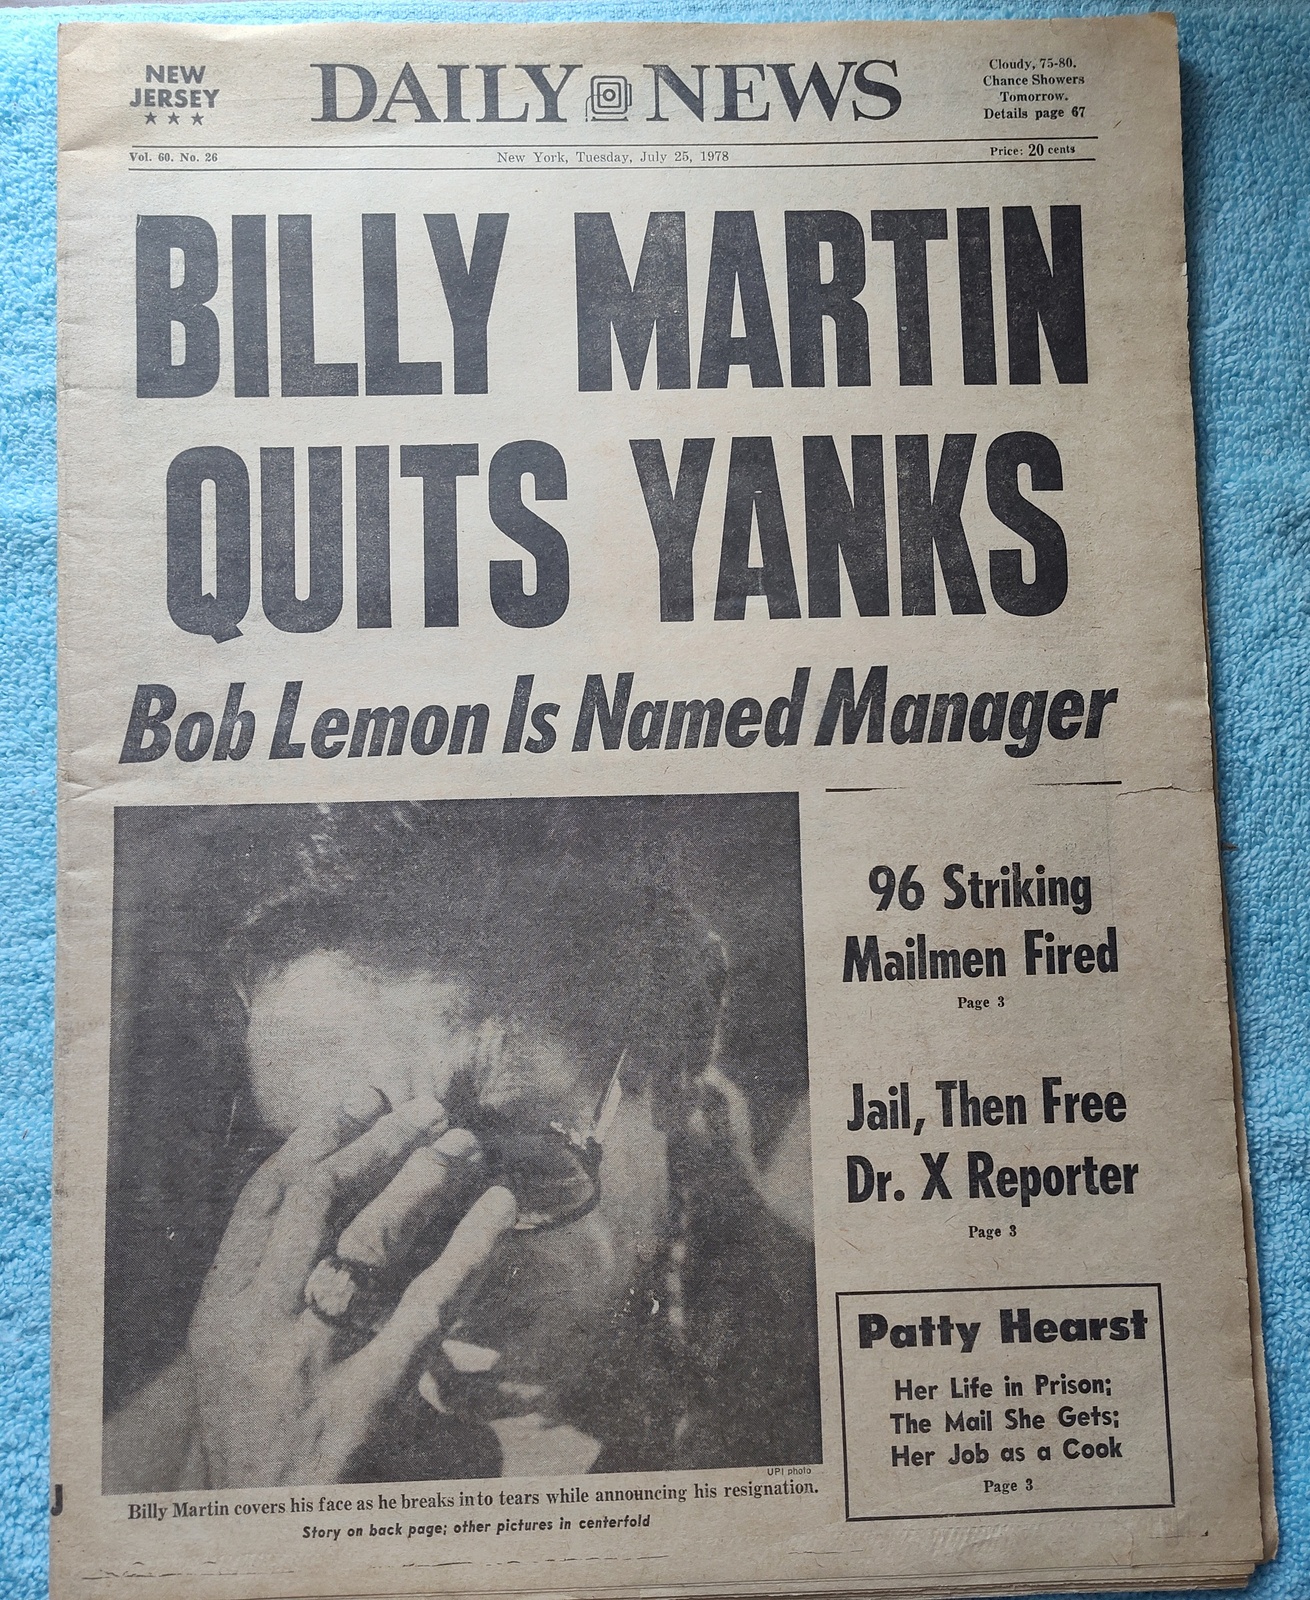 NEW
JERSEY
★ ★ ★
DAILY NEWS
Cloudy, 75-80.
Chance Showers
Tomorrow.
Details page 67
Vol. 60. No. 26
New York, Tuesday, July 25, 1978
Price: 20 cents
BILLY MARTIN
QUITS YANKS
Bob Lemon Is Named Manager
96 Striking
Mailmen Fired
Page 3
Jail, Then Free
Dr. X Reporter
Page 3
Patty Hearst
Her Life in Prison;
The Mail She Gets;
Her Job as a Cook
Page 3
UPI photo
Billy Martin covers his face as he breaks into tears while announcing his resignation.
Story on back page; other pictures in centerfold
J